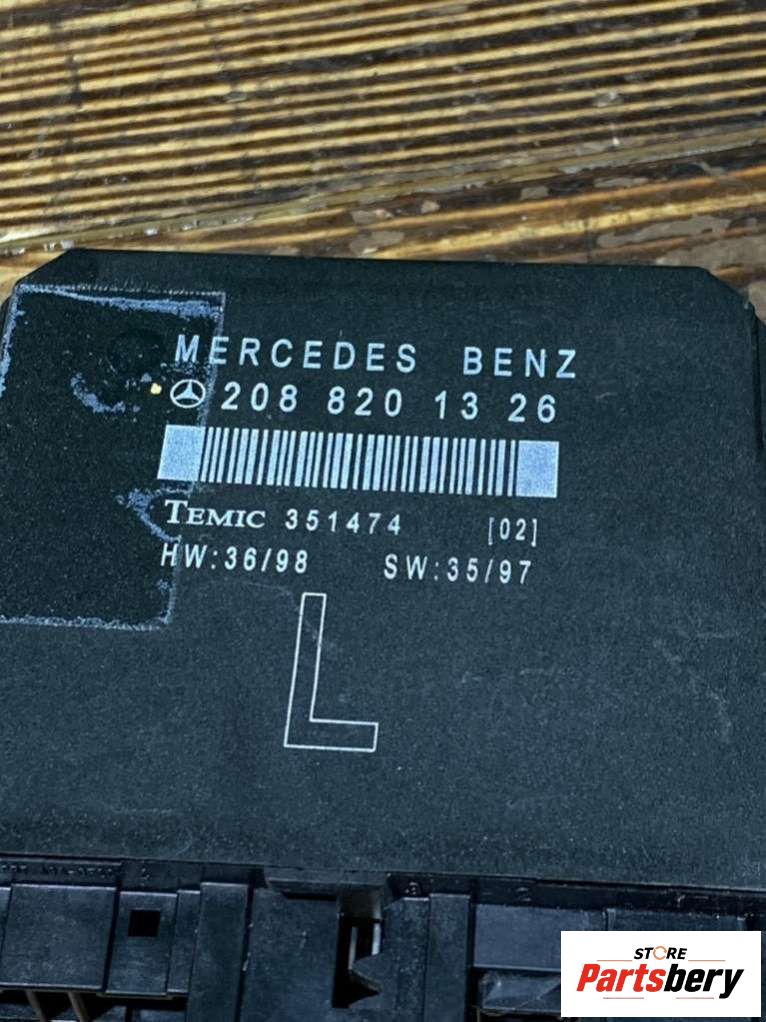 MERCEDES BENZ
208 820 13 26
TEMIC 351474 [02]
HW:36/98 SW:35/97
L
STORE
Partsbery